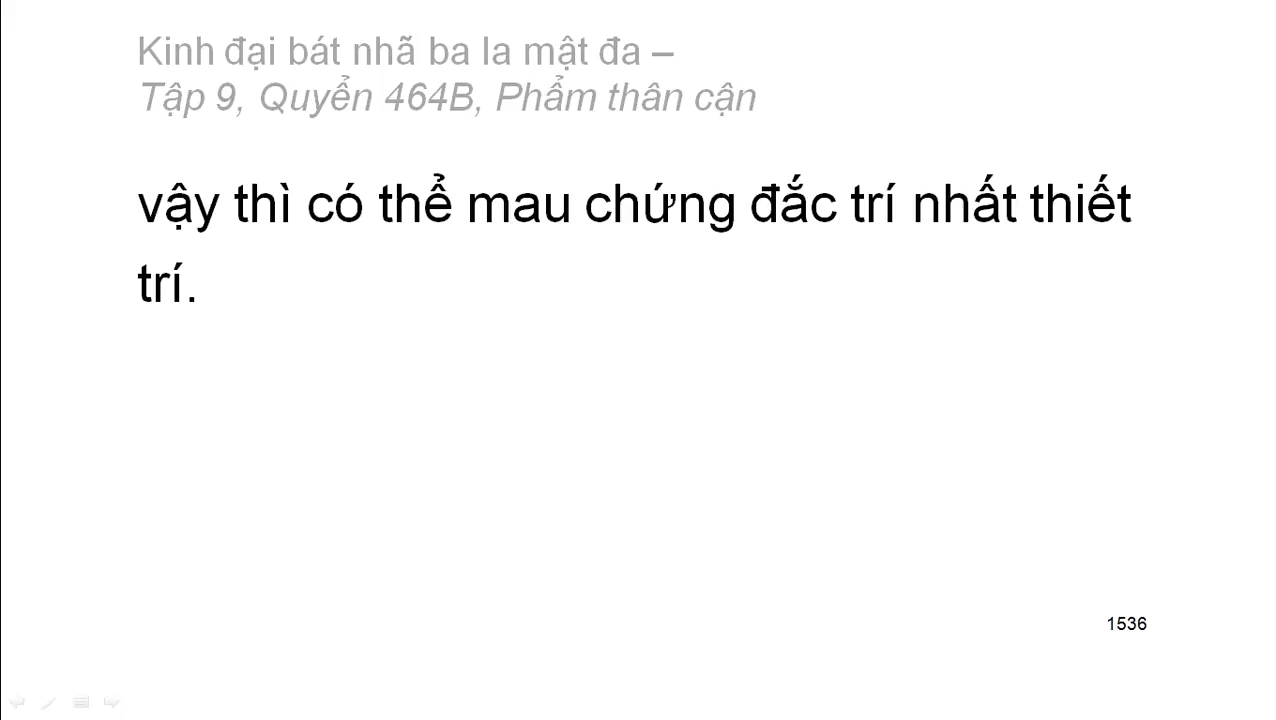 Kinh đại bát nhã ba la mật đa –
Tập 9, Quyển 464B, Phẩm thân cận
vậy thì có thể mau chứng đắc trí nhất thiết
trí.
1536